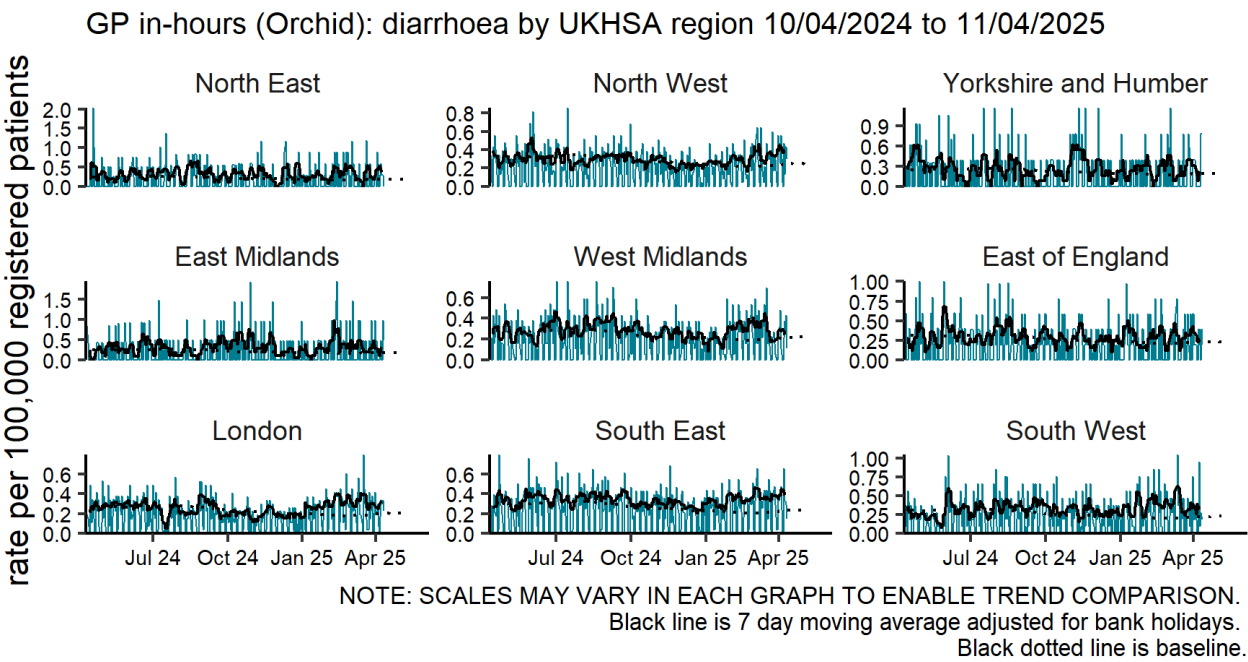 GP in-hours (Orchid): diarrhoea by UKHSA region 10/04/2024 to 11/04/2025
rate per 100,000 registered patients
North East
2.0
1.5
1.0
0.5
0.0
North West
0.8
0.6
0.4
0.2
0.0
Yorkshire and Humber
0.9
0.6
0.3
0.0
East Midlands
1.5
1.0
0.5
0.0
West Midlands
0.6
0.4
0.2
0.0
East of England
1.00
0.75
0.50
0.25
0.00
London
0.6
0.4
0.2
0.0
Jul 24 Oct 24 Jan 25 Apr 25
South East
0.6
0.4
0.2
0.0
Jul 24 Oct 24 Jan 25 Apr 25
South West
1.00
0.75
0.50
0.25
0.00
Jul 24 Oct 24 Jan 25 Apr 25
NOTE: SCALES MAY VARY IN EACH GRAPH TO ENABLE TREND COMPARISON.
Black line is 7 day moving average adjusted for bank holidays.
Black dotted line is baseline.